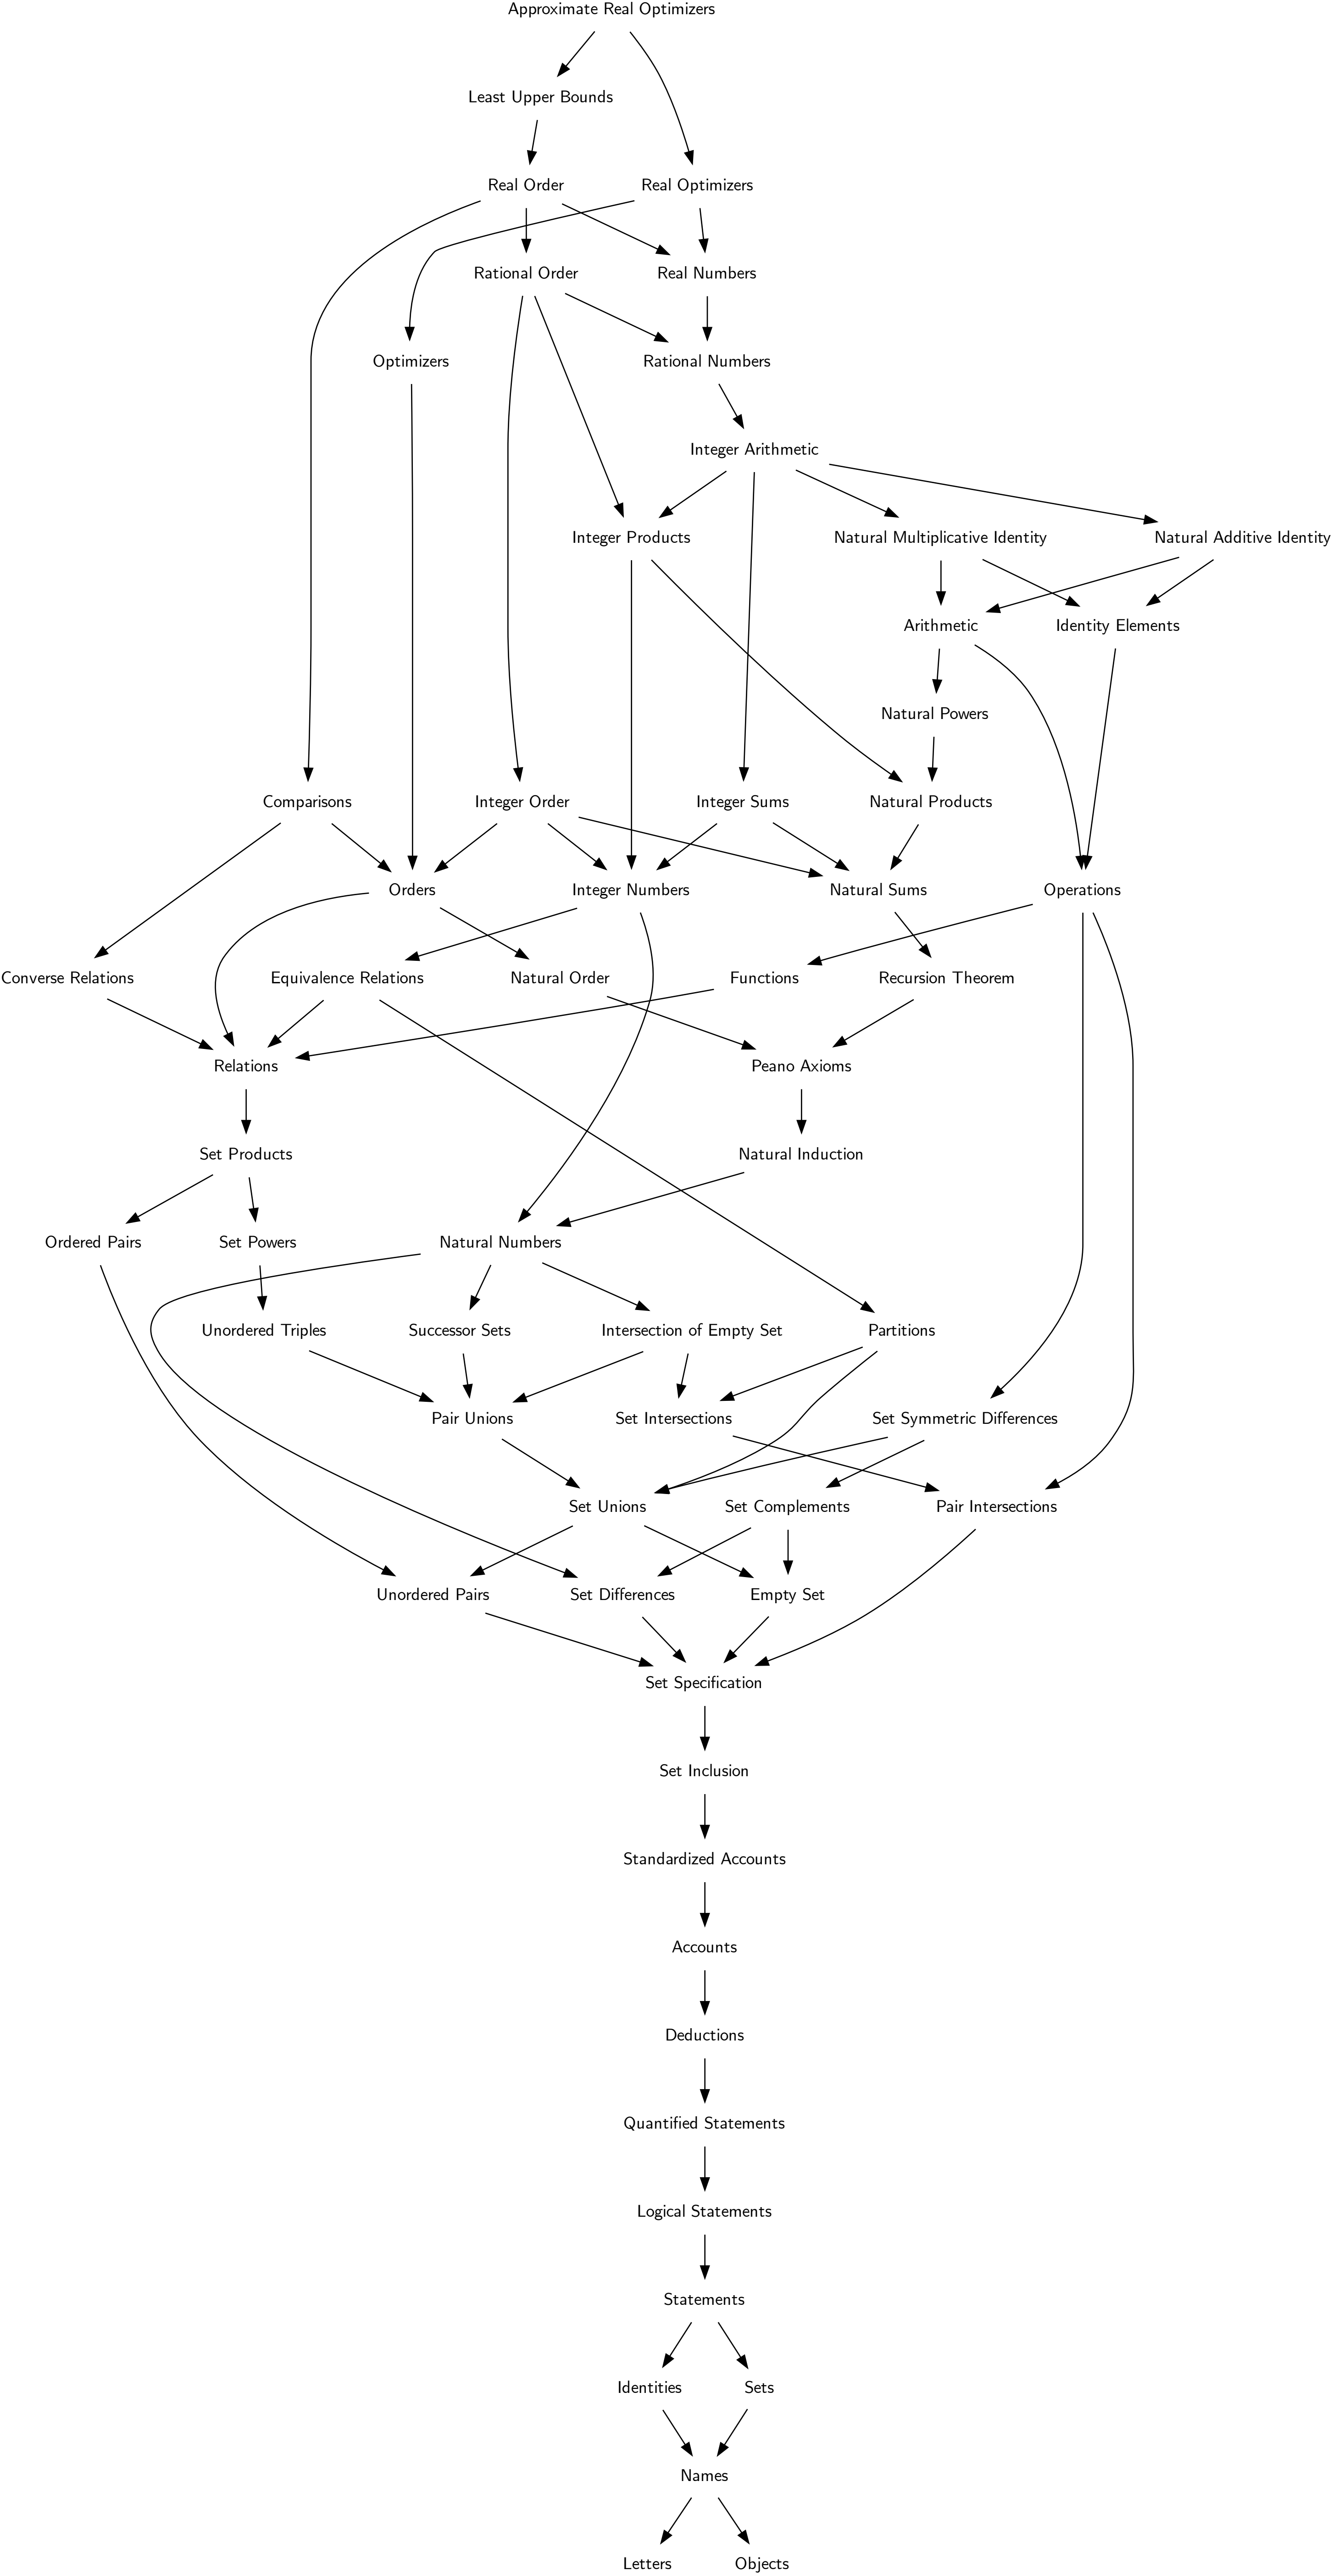 Approximate Real Optimizers
Least Upper Bounds
Real Order
Real Optimizers
Rational Order
Real Numbers
Optimizers
Rational Numbers
Integer Arithmetic
Integer Products
Natural Multiplicative Identity
Natural Additive Identity
Arithmetic
Identity Elements
Natural Powers
Comparisons
Integer Order
Integer Sums
Natural Products
Orders
Integer Numbers
Natural Sums
Operations
Converse Relations
Equivalence Relations
Natural Order
Functions
Recursion Theorem
Relations
Peano Axioms
Set Products
Natural Induction
Ordered Pairs
Set Powers
Natural Numbers
Unordered Triples
Successor Sets
Intersection of Empty Set
Partitions
Pair Unions
Set Intersections
Set Symmetric Differences
Set Unions
Set Complements
Pair Intersections
Unordered Pairs
Set Differences
Empty Set
Set Specification
Set Inclusion
Standardized Accounts
Accounts
Deductions
Quantified Statements
Logical Statements
Statements
Identities
Sets
Names
Letters
Objects